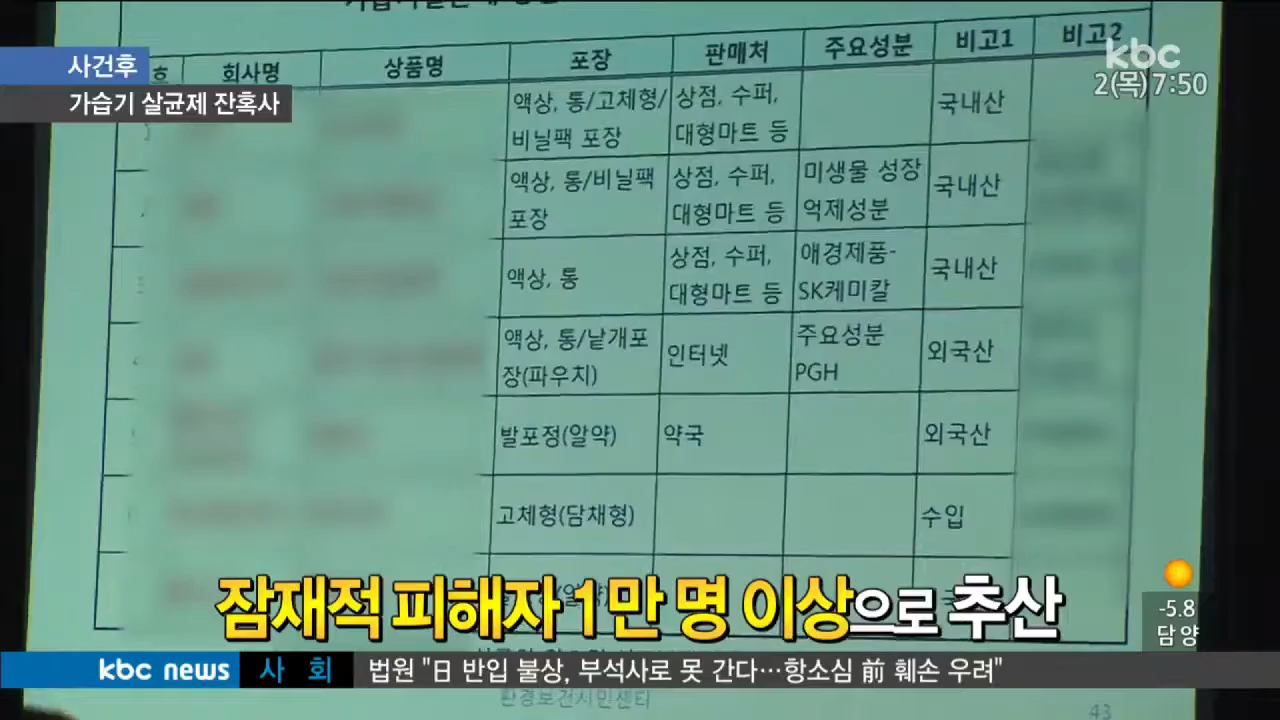 사건후
가습기 살균제 잔혹사
kbc
2(목) 7:50
회사명 상품명 포장 판매처 주요성분 비고1 비고2
액상, 통/고체형/ 상점, 수퍼, 국내산
비닐팩 포장 대형마트 등
액상, 통/비닐팩 상점, 수퍼, 미생물 성장 국내산
포장 대형마트 등 억제성분
액상, 통 상점, 수퍼, 애경제품- 국내산
대형마트 등 SK케미칼
액상, 통/낱개포 인터넷 주요성분 외국산
장(파우치) PGH
발포정(알약) 약국 외국산
고체형(담채형) 수입
잠재적 피해자 1만 명 이상으로 추산
-5.8
담양
kbc news 사 회 법원 "日 반입 불상, 부석사로 못 간다…항소심 前 훼손 우려"
환경보건시민센터
43